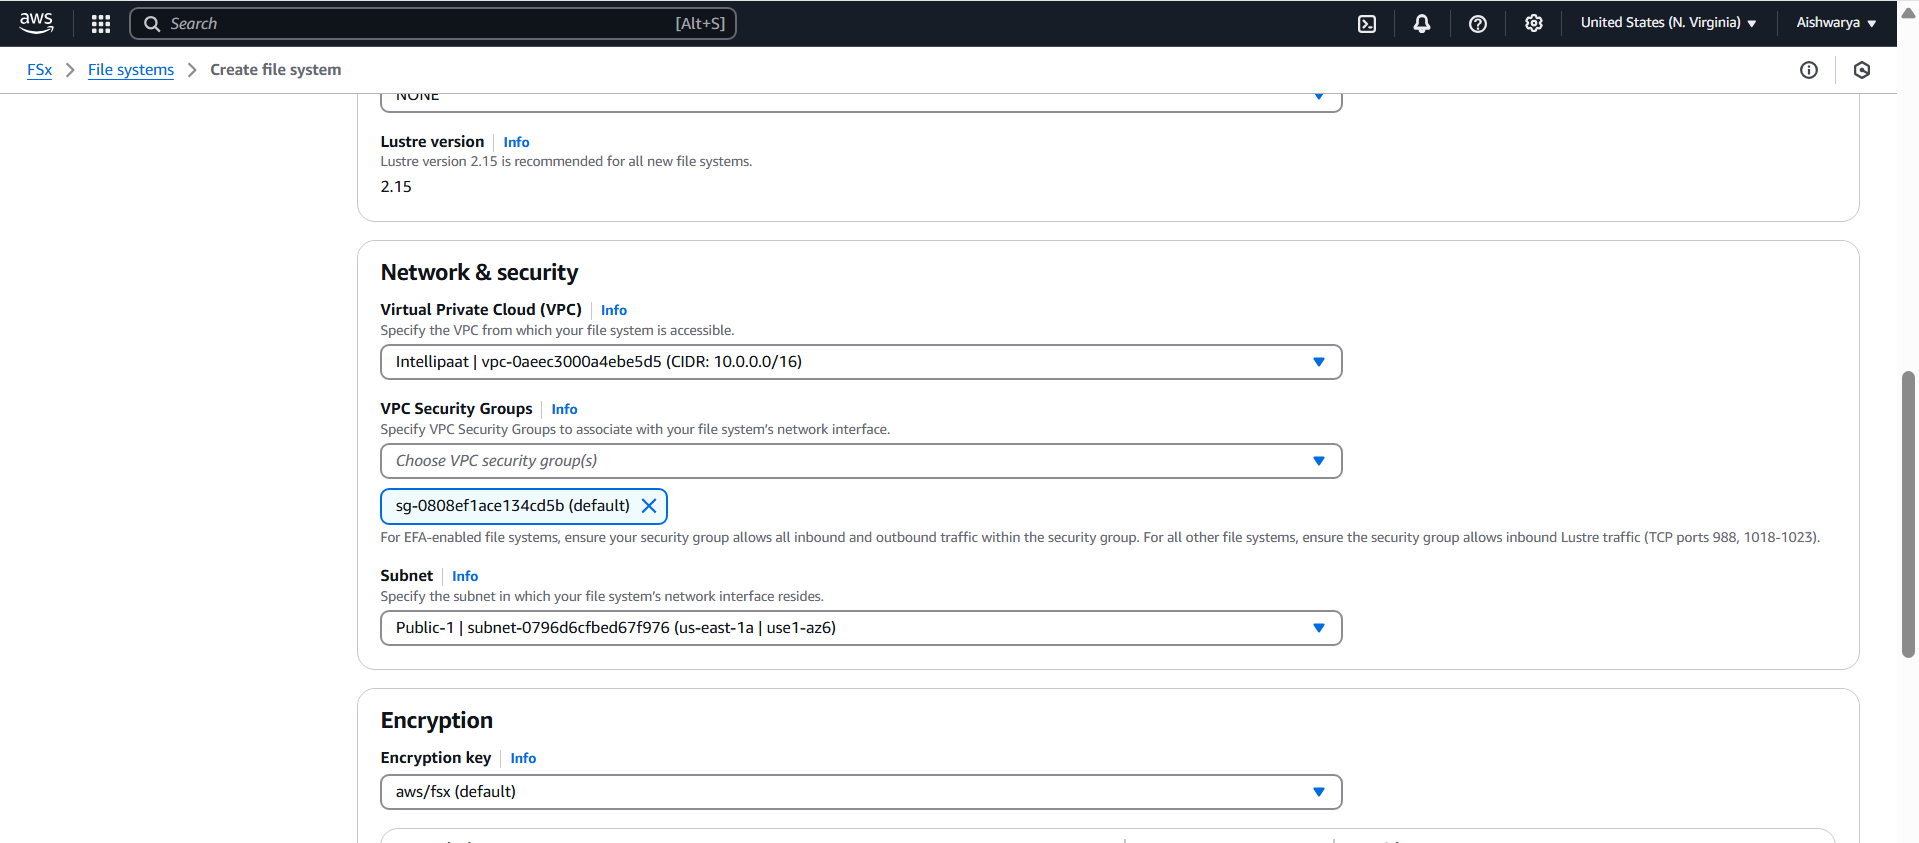 aws
Search [Alt+S]
United States (N. Virginia)
Aishwarya
FSx
File systems
Create file system
NONE
Lustre version
Info
Lustre version 2.15 is recommended for all new file systems.
2.15
Network & security
Virtual Private Cloud (VPC)
Info
Specify the VPC from which your file system is accessible.
Intellipaat | vpc-0aeec3000a4ebe5d5 (CIDR: 10.0.0.0/16)
VPC Security Groups
Info
Specify VPC Security Groups to associate with your file system's network interface.
Choose VPC security group(s)
sg-0808ef1ace134cd5b (default)
For EFA-enabled file systems, ensure your security group allows all inbound and outbound traffic within the security group. For all other file systems, ensure the security group allows inbound Lustre traffic (TCP ports 988, 1018-1023).
Subnet
Info
Specify the subnet in which your file system's network interface resides.
Public-1 | subnet-0796d6cfbed67f976 (us-east-1a | use1-az6)
Encryption
Encryption key
Info
aws/fsx (default)